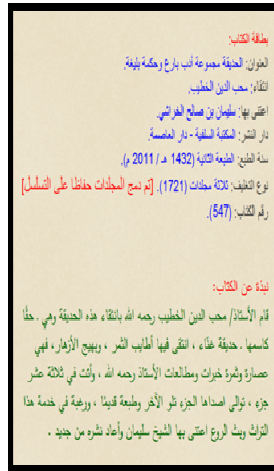 بطاقة الكتاب:
العنوان: الحديقة مجموعة أدب بارع وحكمة بليغة.
انتقاء: محب الدين الخطيب.
اعتنى بها: سليمان بن صالح الخراشي.
دار النشر: المكتبة السلفية - دار العاصمة.
سنة الطبع: الطبعة الثانية (1432 هـ / 2011 م).
نوع التغليف: ثلاثة مجلدات (1721). [تم دمج المجلدات حفاظا على التسلسل]
رقم الكتاب: (547).
نبذة عن الكتاب:
قام الأستاذ/ محب الدين الخطيب رحمه الله بانتقاء هذه الحديقة وهي . حقًا
كاسمها . حديقة غنّاء ، انتقى فيها أطايب الثمر ، وبهيج الأزهار، فهي
عصارة وثمرة خبرات ومطالعات الأستاذ رحمه الله ، وأتت في ثلاثة عشر
جزء ، توالى اصداها الجزء تلو الآخر وطبعة قديمًا ، ورغبة في خدمة هذا
التراث وبث الروع اعتنى بها الشيخ سليمان وأعاد نشره من جديد .